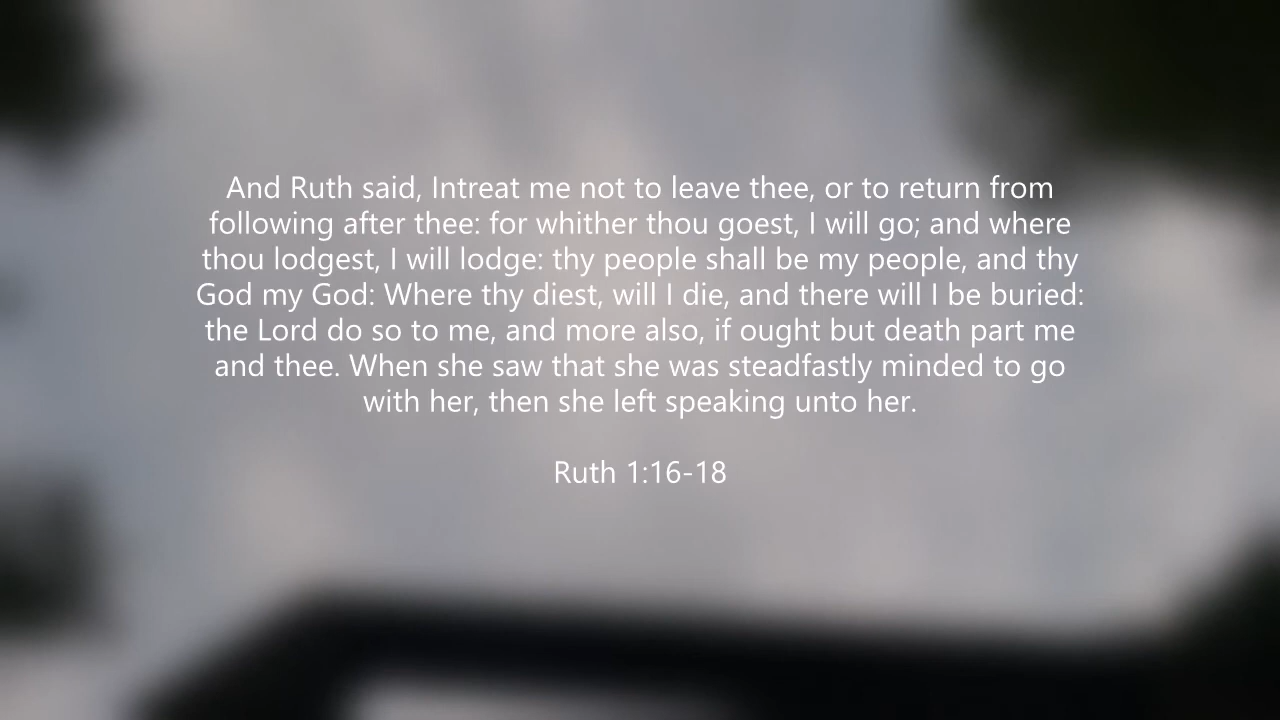 And Ruth said, Intreat me not to leave thee, or to return from
following after thee: for whither thou goest, I will go; and where
thou lodgest, I will lodge: thy people shall be my people, and thy
God my God: Where thy diest, will I die, and there will I be buried:
the Lord do so to me, and more also, if ought but death part me
and thee. When she saw that she was steadfastly minded to go
with her, then she left speaking unto her.
Ruth 1:16-18